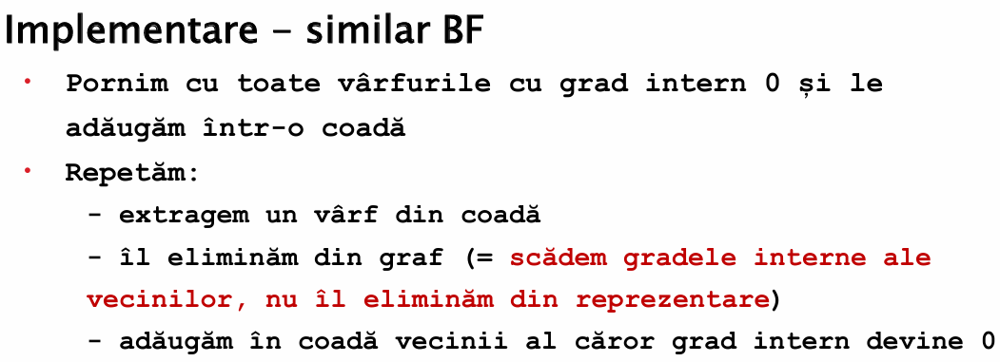 Implementare – similar BF
• Pornim cu toate vârfurile cu grad intern 0 și le
adăugăm într-o coadă
• Repetăm:
- extragem un vârf din coadă
- îl eliminăm din graf (= scădem gradele interne ale
vecinilor, nu îl eliminăm din reprezentare)
- adăugăm în coadă vecinii al căror grad intern devine 0